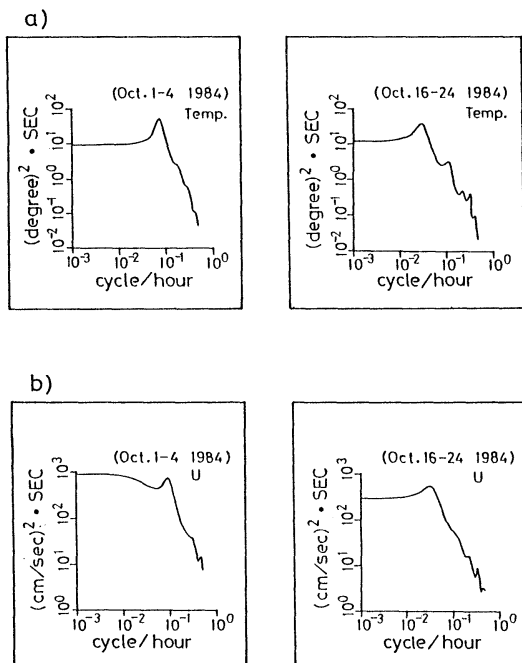 a)
(Oct.1-4 1984)
Temp.
(degree)² • SEC
10² 10¹ 10⁰ 10⁻¹ 10⁻²
10⁻³ 10⁻² 10⁻¹ 10⁰
cycle/hour
(Oct.16-24 1984)
Temp.
(degree)² • SEC
10² 10¹ 10⁰ 10⁻¹ 10⁻²
10⁻³ 10⁻² 10⁻¹ 10⁰
cycle/hour
b)
(Oct.1-4 1984)
U
(cm/sec)² • SEC
10³ 10² 10¹ 10⁰
10⁻³ 10⁻² 10⁻¹ 10⁰
cycle/hour
(Oct.16-24 1984)
U
(cm/sec)² • SEC
10³ 10² 10¹ 10⁰
10⁻³ 10⁻² 10⁻¹ 10⁰
cycle/hour